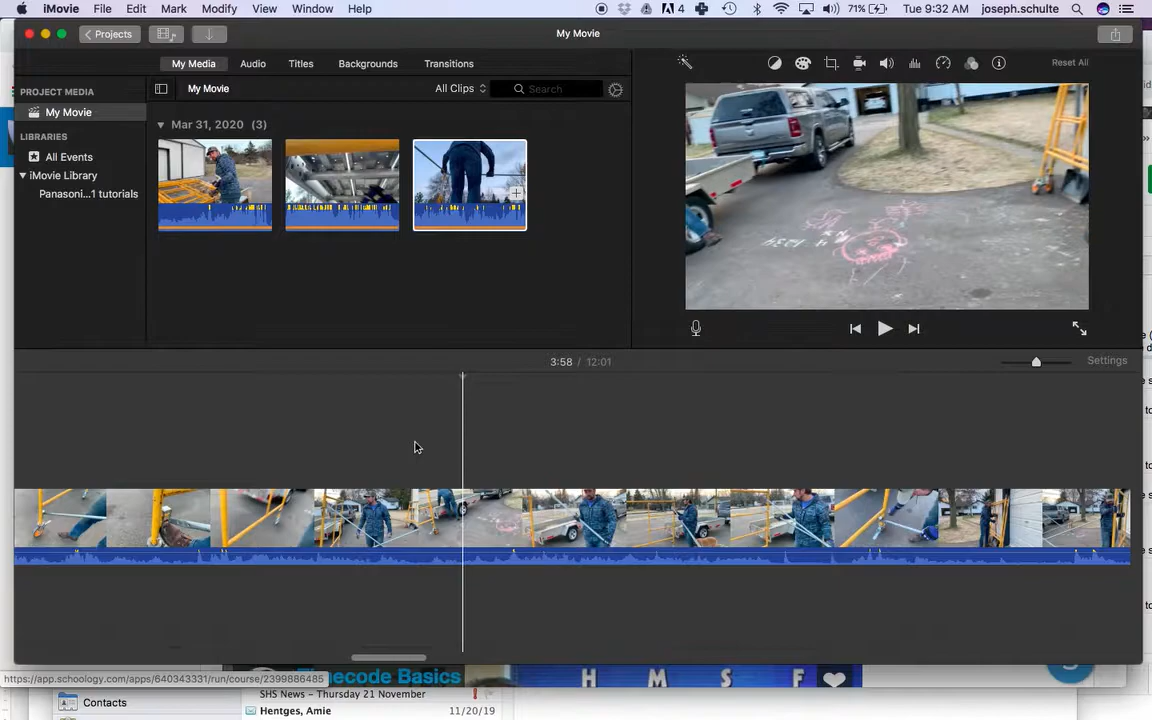 iMovie File Edit Mark Modify View Window Help 4 71% Tue 9:32 AM joseph.schulte
Projects My Movie
My Media Audio Titles Backgrounds Transitions Reset All
PROJECT MEDIA My Movie All Clips Search
My Movie Mar 31, 2020 (3)
LIBRARIES
All Events
iMovie Library
Panasoni...1 tutorials
3:58 / 12:01 Settings
https://app.schoology.com/apps/640343331/run/course/2399886485
Timecode Basics H M S F
SHS News – Thursday 21 November
Contacts Hentges, Amie 11/20/19